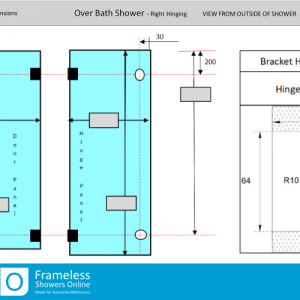 nsions
Over Bath Shower – Right Hinging
VIEW FROM OUTSIDE OF SHOWER
30
200
Bracket H
Hinge
Door Panel
Hinge Panel
64
R10
Frameless
Showers Online
Made for Australian Bathrooms